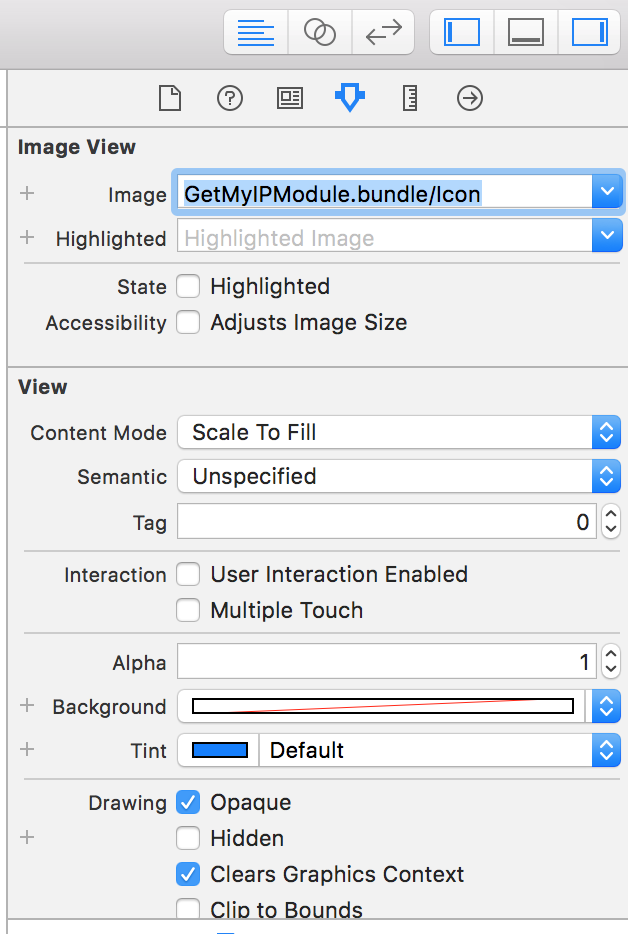 Image View
Image GetMyIPModule.bundle/Icon
Highlighted Highlighted Image
State Highlighted
Accessibility Adjusts Image Size
View
Content Mode Scale To Fill
Semantic Unspecified
Tag 0
Interaction User Interaction Enabled
Multiple Touch
Alpha 1
Background
Tint Default
Drawing Opaque
Hidden
Clears Graphics Context
Clip to Bounds